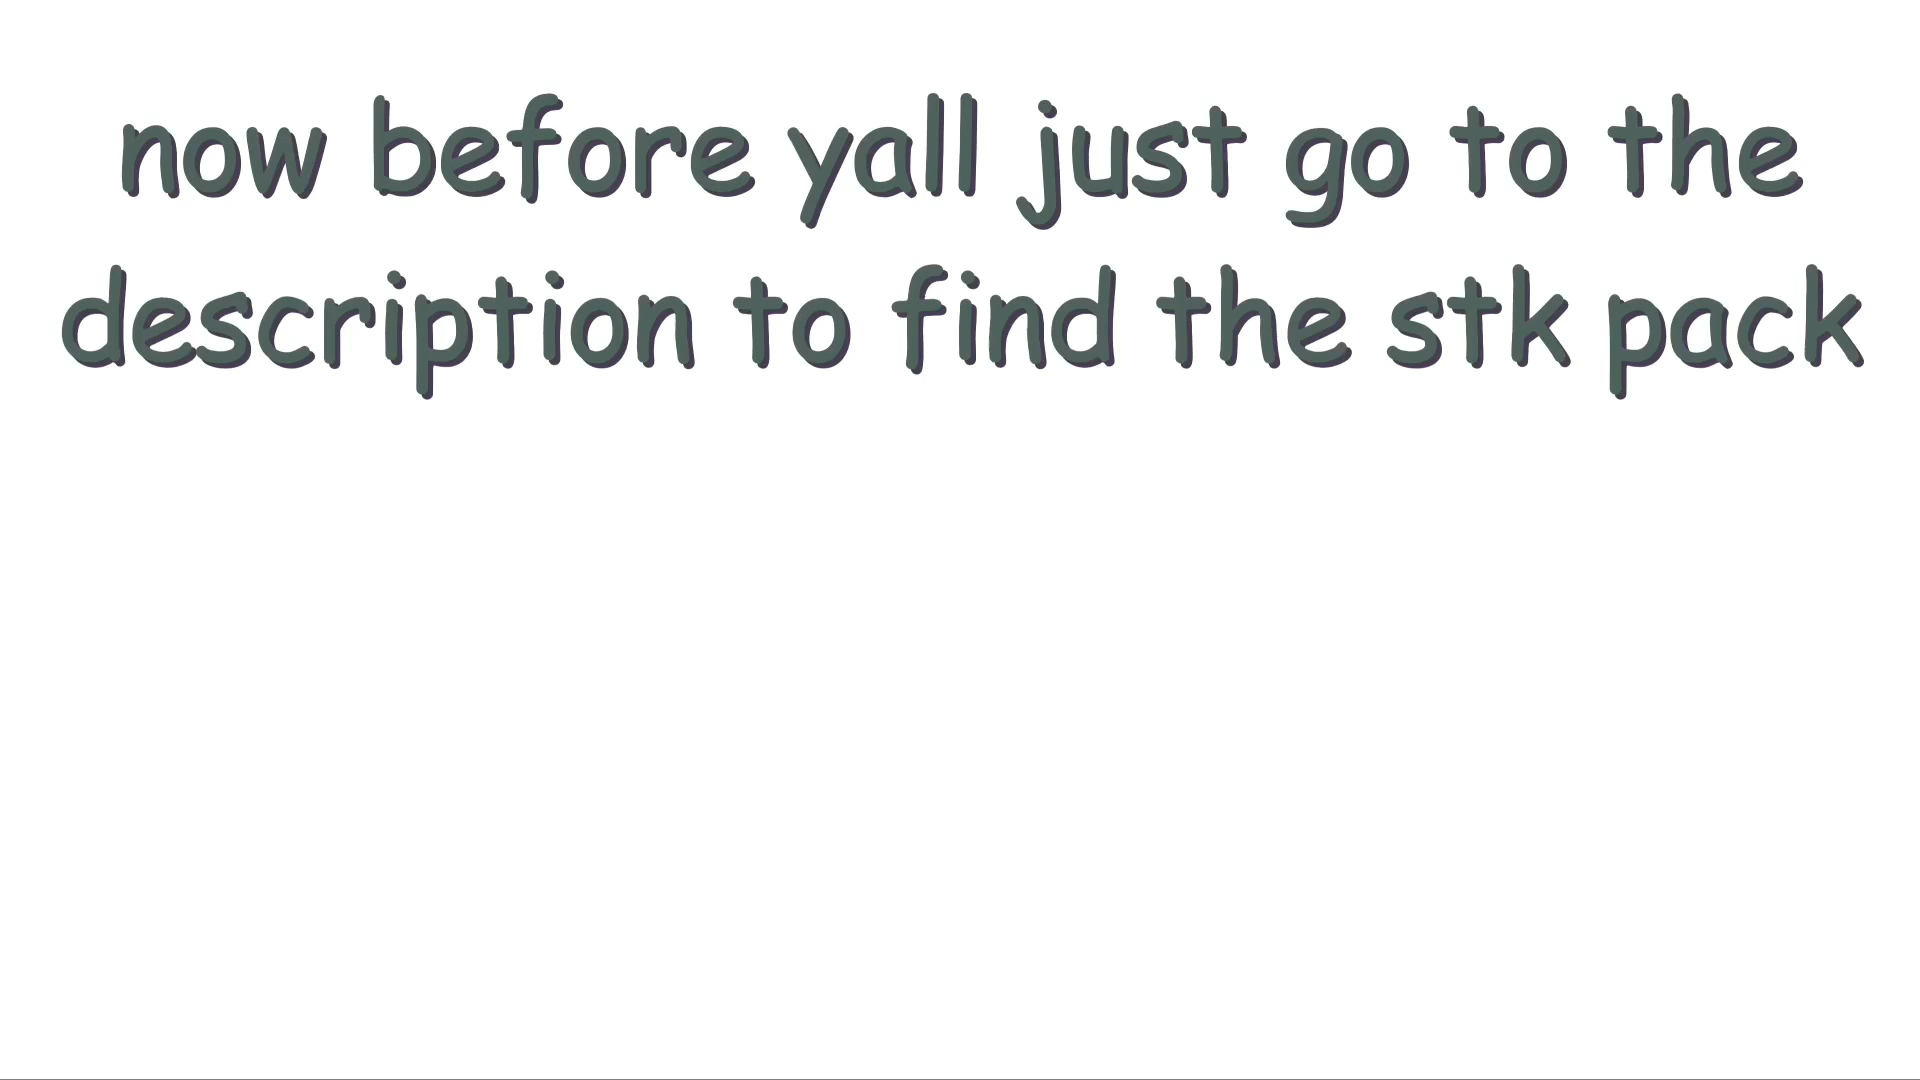 now before yall just go to the
description to find the stk pack